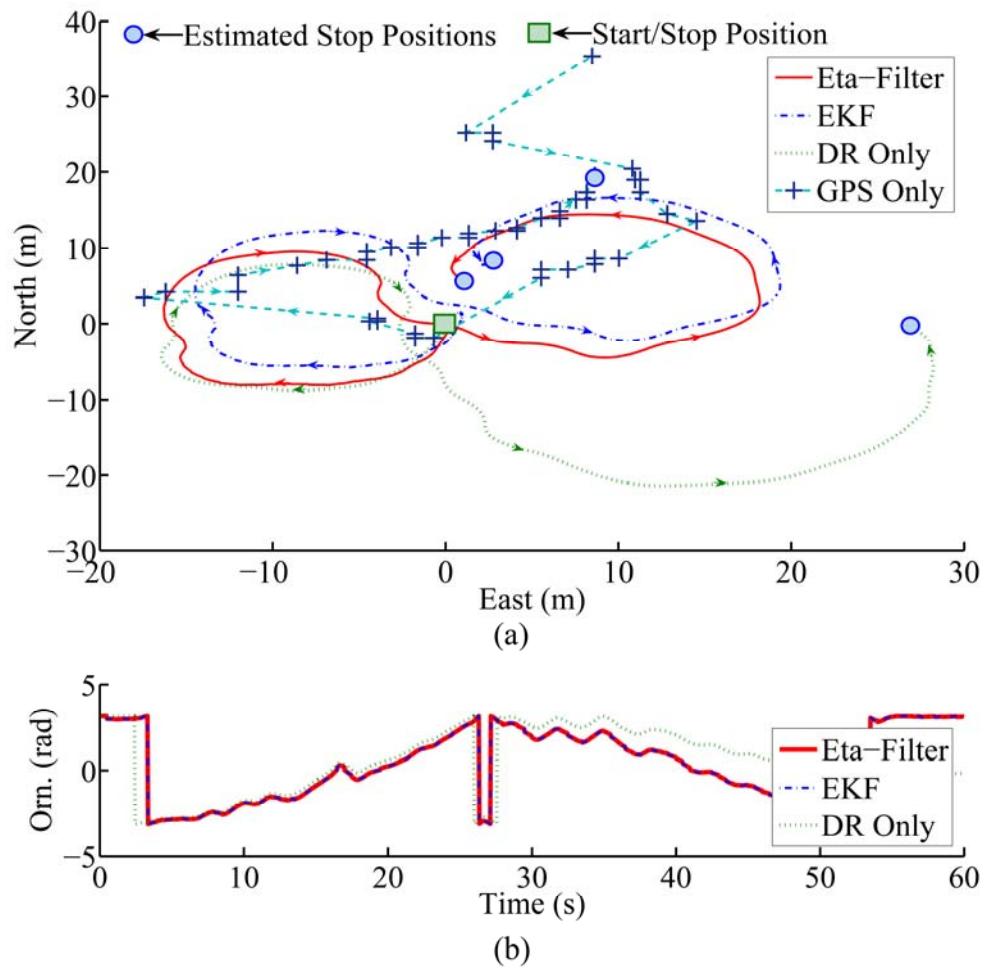 Estimated Stop Positions
Start/Stop Position
Eta−Filter
EKF
DR Only
GPS Only
40
30
20
10
0
−10
−20
−30
North (m)
−20
−10
0
10
20
30
East (m)
(a)
5
0
−5
Orn. (rad)
Eta−Filter
EKF
DR Only
0
10
20
30
40
50
60
Time (s)
(b)